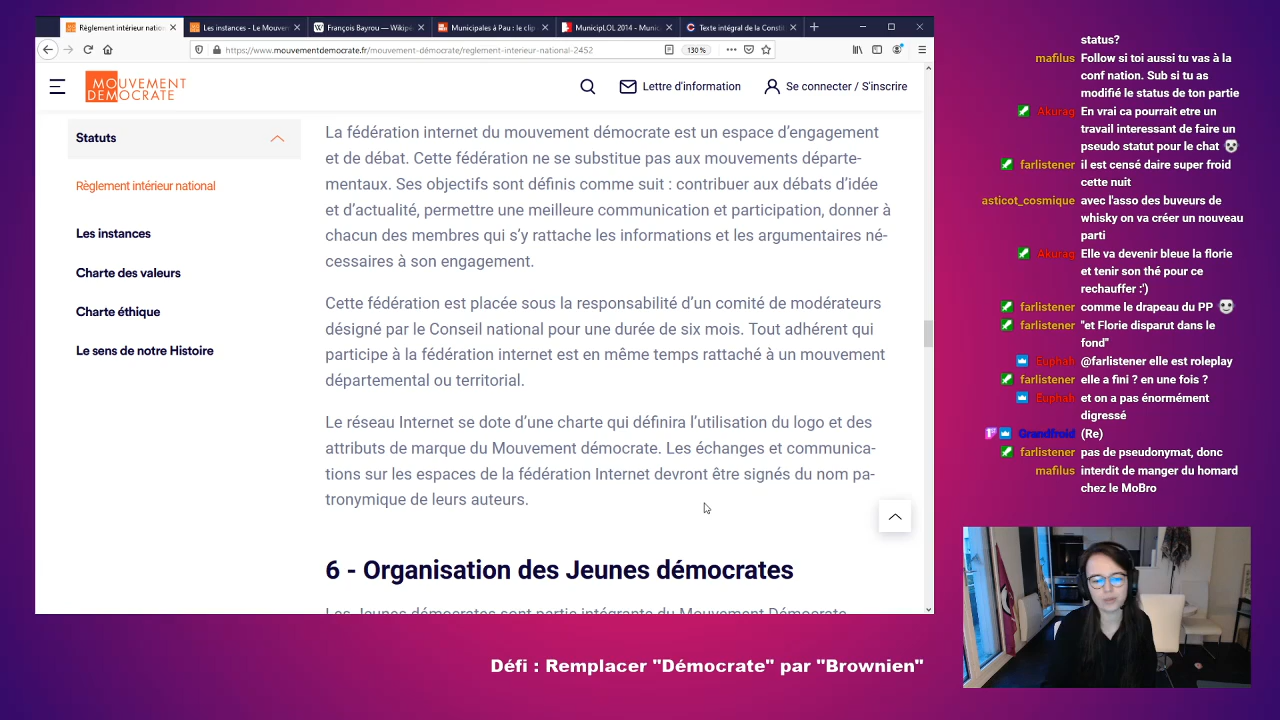 Règlement intérieur natio
Les instances - Le Mouvem
François Bayrou — Wikipé
Municipales à Pau : le clip
MunicipLOL 2014 - Munic
Texte intégral de la Consti
https://www.mouvementdemocrate.fr/mouvement-démocrate/reglement-interieur-national-2452
130 %
MOUVEMENT
DEMOCRATE
Lettre d'information
Se connecter / S'inscrire
Statuts
Règlement intérieur national
Les instances
Charte des valeurs
Charte éthique
Le sens de notre Histoire
La fédération internet du mouvement démocrate est un espace d’engagement
et de débat. Cette fédération ne se substitue pas aux mouvements départe-
mentaux. Ses objectifs sont définis comme suit : contribuer aux débats d’idée
et d’actualité, permettre une meilleure communication et participation, donner à
chacun des membres qui s’y rattache les informations et les argumentaires né-
cessaires à son engagement.
Cette fédération est placée sous la responsabilité d’un comité de modérateurs
désigné par le Conseil national pour une durée de six mois. Tout adhérent qui
participe à la fédération internet est en même temps rattaché à un mouvement
départemental ou territorial.
Le réseau Internet se dote d’une charte qui définira l’utilisation du logo et des
attributs de marque du Mouvement démocrate. Les échanges et communica-
tions sur les espaces de la fédération Internet devront être signés du nom pa-
tronymique de leurs auteurs.
6 - Organisation des Jeunes démocrates
Les Jeunes démocrates sont partie intégrante du Mouvement Démocrate
status?
mafilus Follow si toi aussi tu vas à la
conf nation. Sub si tu as
modifié le status de ton partie
Akurag En vrai ca pourrait etre un
travail interessant de faire un
pseudo statut pour le chat
farlistener il est censé daire super froid
cette nuit
asticot_cosmique avec l'asso des buveurs de
whisky on va créer un nouveau
parti
Akurag Elle va devenir bleue la florie
et tenir son thé pour ce
rechauffer :')
farlistener comme le drapeau du PP
farlistener "et Florie disparut dans le
fond"
Euphah @farlistener elle est roleplay
farlistener elle a fini ? en une fois ?
Euphah et on a pas énormément
digressé
Grandfroid (Re)
farlistener pas de pseudonymat, donc
mafilus interdit de manger du homard
chez le MoBro
Défi : Remplacer "Démocrate" par "Brownien"